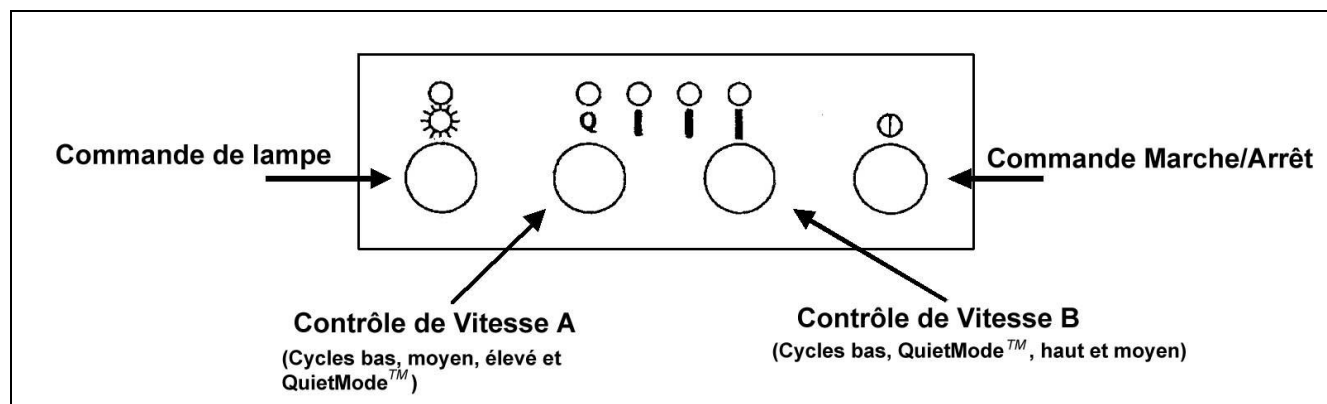 Q
Commande de lampe
Commande Marche/Arrêt
Contrôle de Vitesse A
(Cycles bas, moyen, élevé et
QuietMode™)
Contrôle de Vitesse B
(Cycles bas, QuietMode™, haut et moyen)